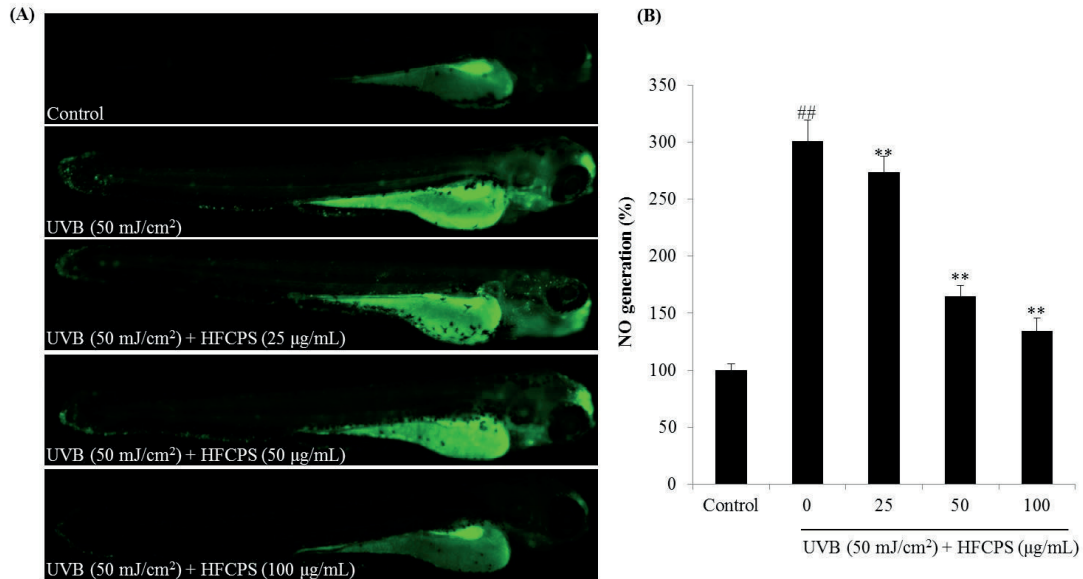 (A)
Control
UVB (50 mJ/cm²)
UVB (50 mJ/cm²) + HFCPS (25 µg/mL)
UVB (50 mJ/cm²) + HFCPS (50 µg/mL)
UVB (50 mJ/cm²) + HFCPS (100 µg/mL)
(B)
NO generation (%)
350
300
250
200
150
100
50
0
##
**
**
**
Control 0 25 50 100
UVB (50 mJ/cm²) + HFCPS (µg/mL)